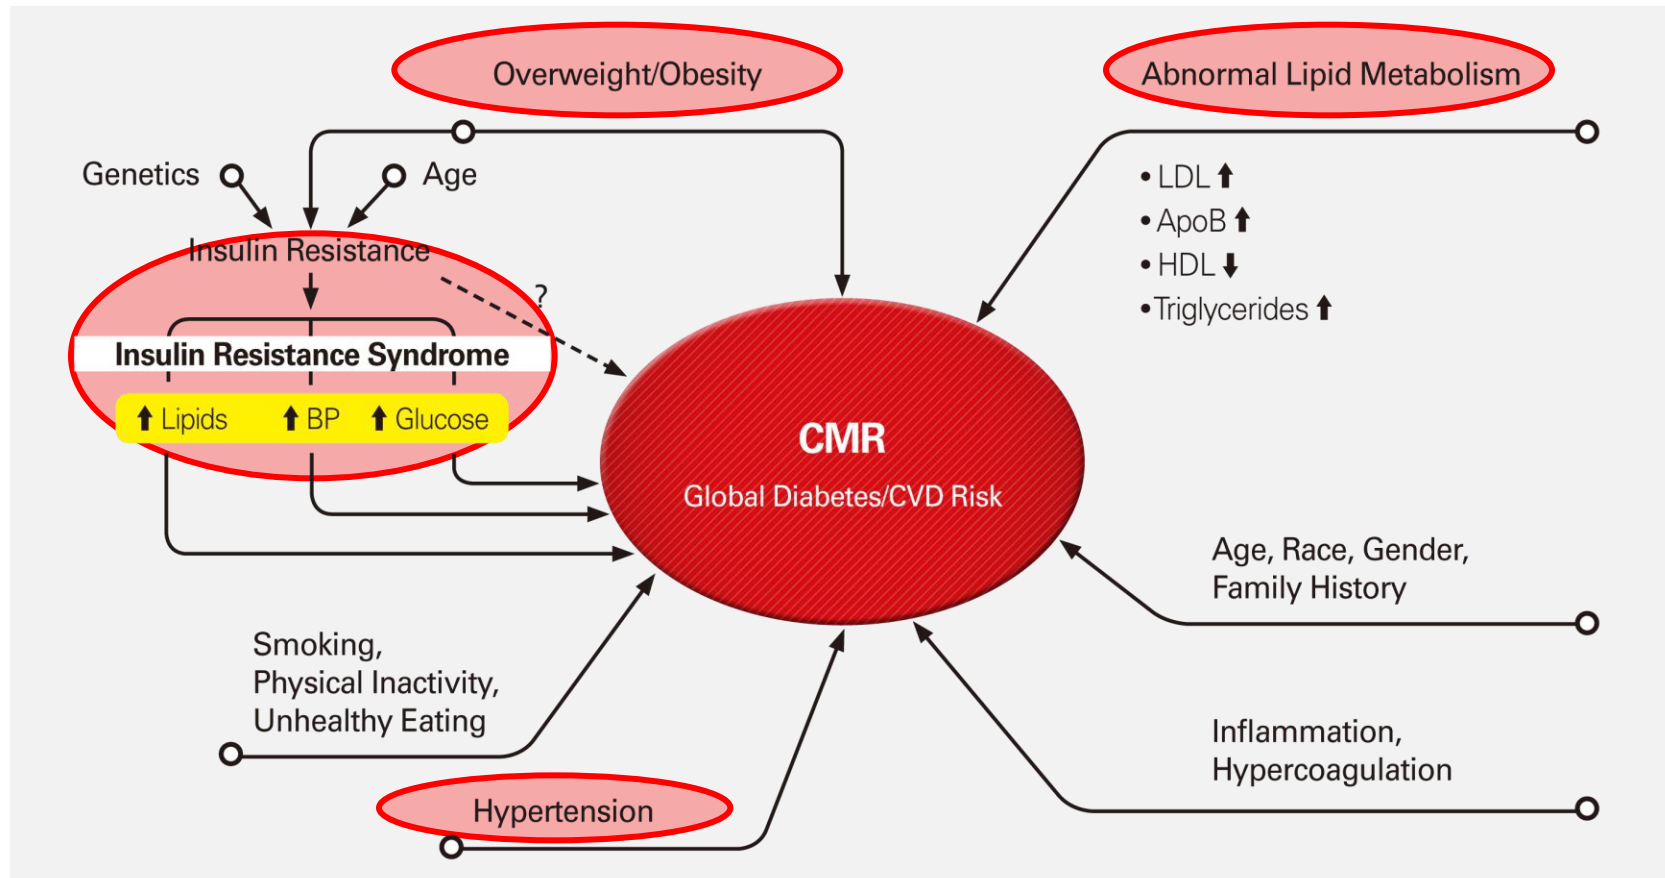 Overweight/Obesity
Abnormal Lipid Metabolism
Genetics
Age
• LDL
• ApoB
• HDL
• Triglycerides
Insulin Resistance
?
Insulin Resistance Syndrome
Lipids
BP
Glucose
CMR
Global Diabetes/CVD Risk
Age, Race, Gender,
Family History
Smoking,
Physical Inactivity,
Unhealthy Eating
Inflammation,
Hypercoagulation
Hypertension